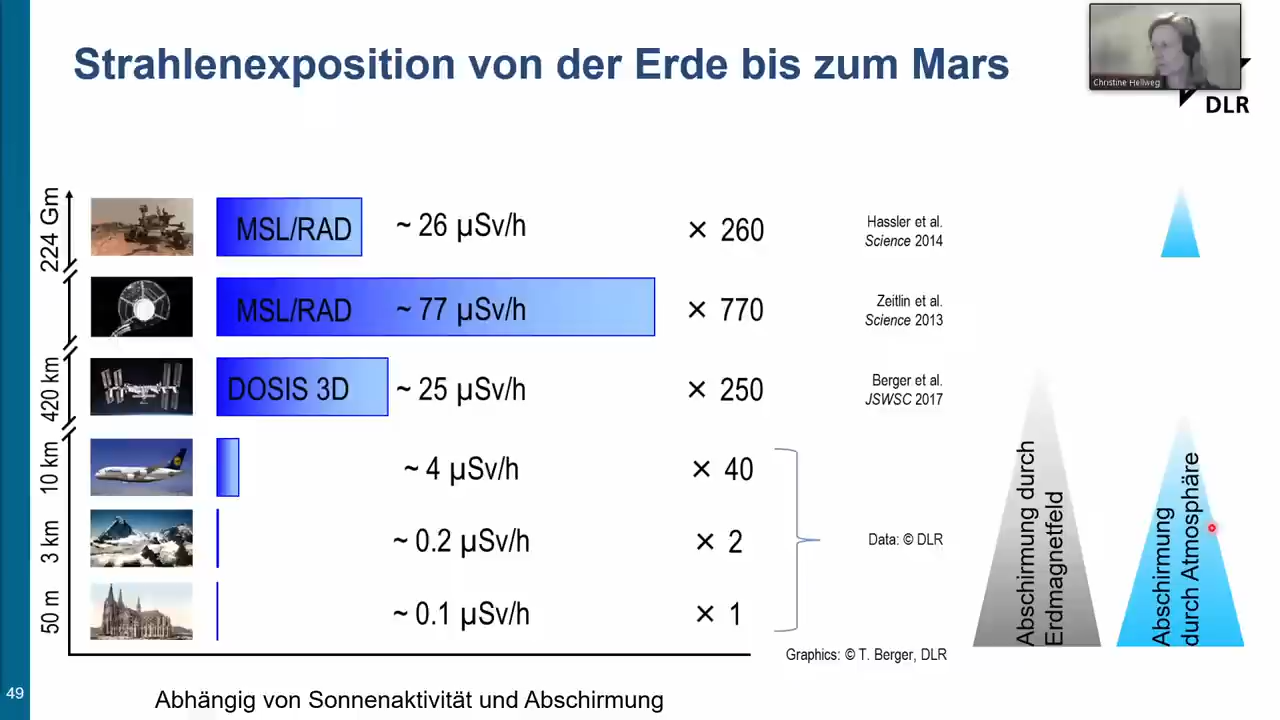 Strahlenexposition von der Erde bis zum Mars
Christine Hellweg
DLR
224 Gm
MSL/RAD
~ 26 µSv/h
× 260
Hassler et al.
Science 2014
MSL/RAD
~ 77 µSv/h
× 770
Zeitlin et al.
Science 2013
420 km
DOSIS 3D
~ 25 µSv/h
× 250
Berger et al.
JSWSC 2017
10 km
~ 4 µSv/h
× 40
3 km
~ 0.2 µSv/h
× 2
Data: © DLR
50 m
~ 0.1 µSv/h
× 1
Abschirmung durch
Erdmagnetfeld
Abschirmung
durch Atmosphäre
Graphics: © T. Berger, DLR
49
Abhängig von Sonnenaktivität und Abschirmung